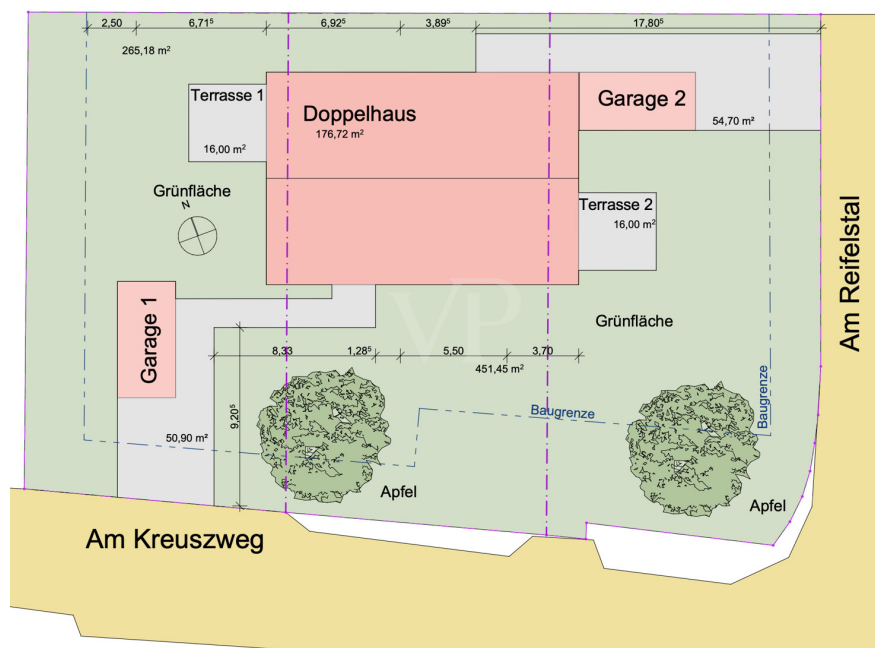 2,50 6,71⁵ 6,92⁵ 3,89⁵ 17,80⁵
265,18 m²
Terrasse 1
16,00 m²
Doppelhaus
176,72 m²
Garage 2
54,70 m²
Grünfläche
N
Terrasse 2
16,00 m²
Am Reifelstal
Garage 1
VP
Grünfläche
8,33 1,28⁵ 5,50 3,70
451,45 m²
9,20⁵
Baugrenze
Baugrenze
50,90 m²
Apfel
Apfel
Am Kreuszweg